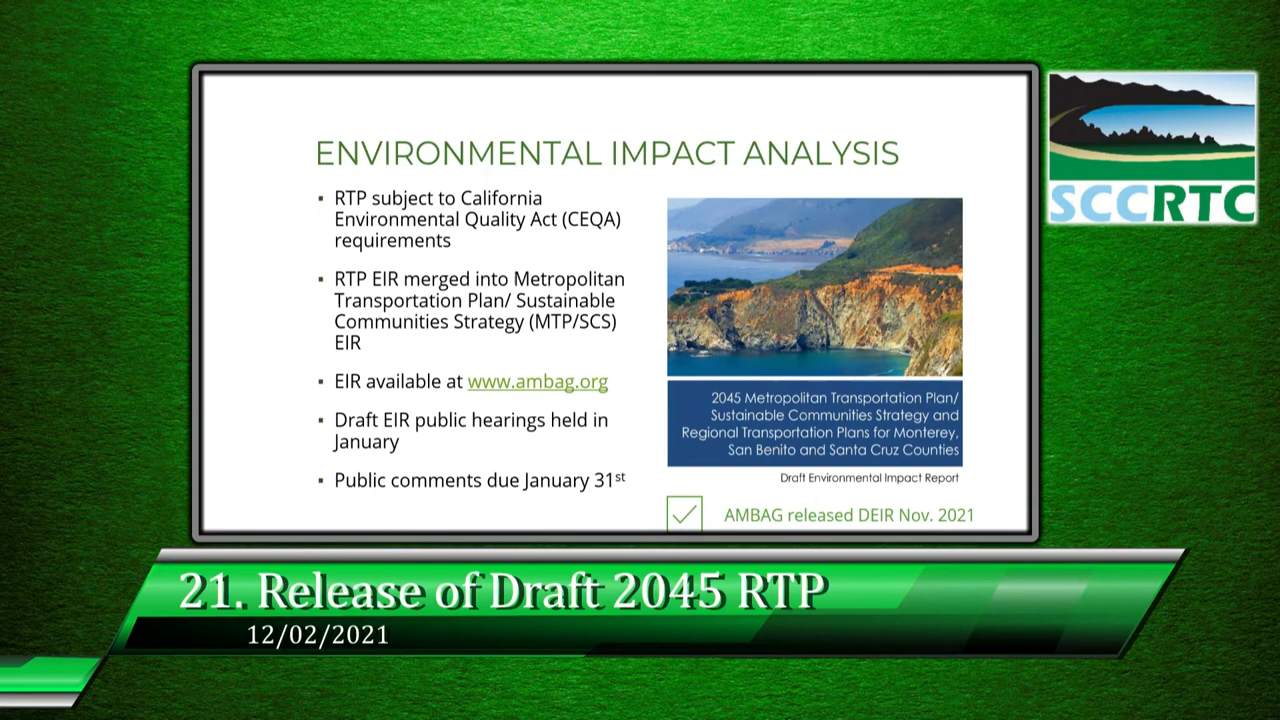 ENVIRONMENTAL IMPACT ANALYSIS
▪ RTP subject to California
Environmental Quality Act (CEQA)
requirements
▪ RTP EIR merged into Metropolitan
Transportation Plan/ Sustainable
Communities Strategy (MTP/SCS)
EIR
▪ EIR available at www.ambag.org
▪ Draft EIR public hearings held in
January
▪ Public comments due January 31st
2045 Metropolitan Transportation Plan/
Sustainable Communities Strategy and
Regional Transportation Plans for Monterey,
San Benito and Santa Cruz Counties
Draft Environmental Impact Report
AMBAG released DEIR Nov. 2021
SCCRTC
21. Release of Draft 2045 RTP
12/02/2021